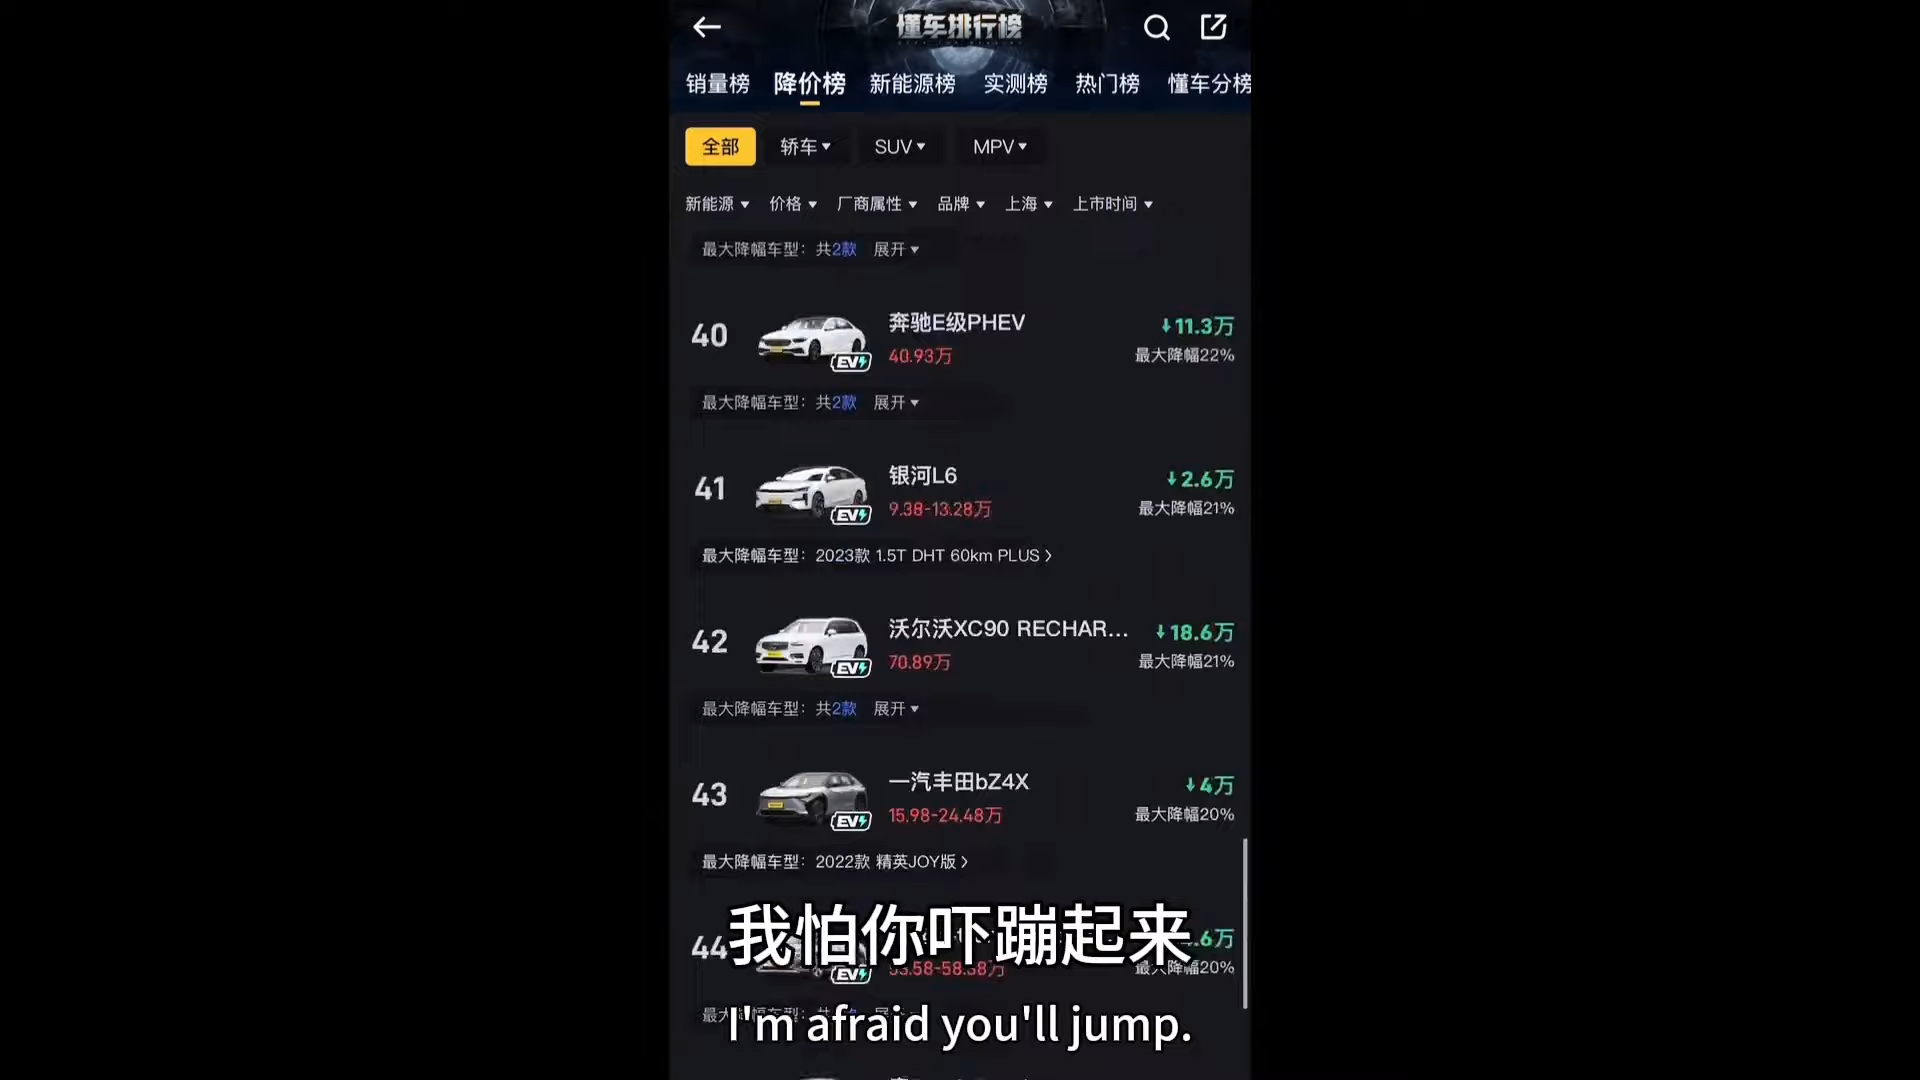 懂车排行榜
销量榜 降价榜 新能源榜 实测榜 热门榜 懂车分榜
全部 轿车 SUV MPV
新能源 价格 厂商属性 品牌 上海 上市时间
最大降幅车型：共2款 展开
40 奔驰E级PHEV ↓11.3万
EV 40.93万 最大降幅22%
最大降幅车型：共2款 展开
41 银河L6 ↓2.6万
EV 9.38-13.28万 最大降幅21%
最大降幅车型：2023款 1.5T DHT 60km PLUS >
42 沃尔沃XC90 RECHAR... ↓18.6万
EV 70.89万 最大降幅21%
最大降幅车型：共2款 展开
43 一汽丰田bZ4X ↓4万
EV 15.98-24.48万 最大降幅20%
最大降幅车型：2022款 精英JOY版 >
44
我怕你吓蹦起来
EV 最大降幅20%
I'm afraid you'll jump.